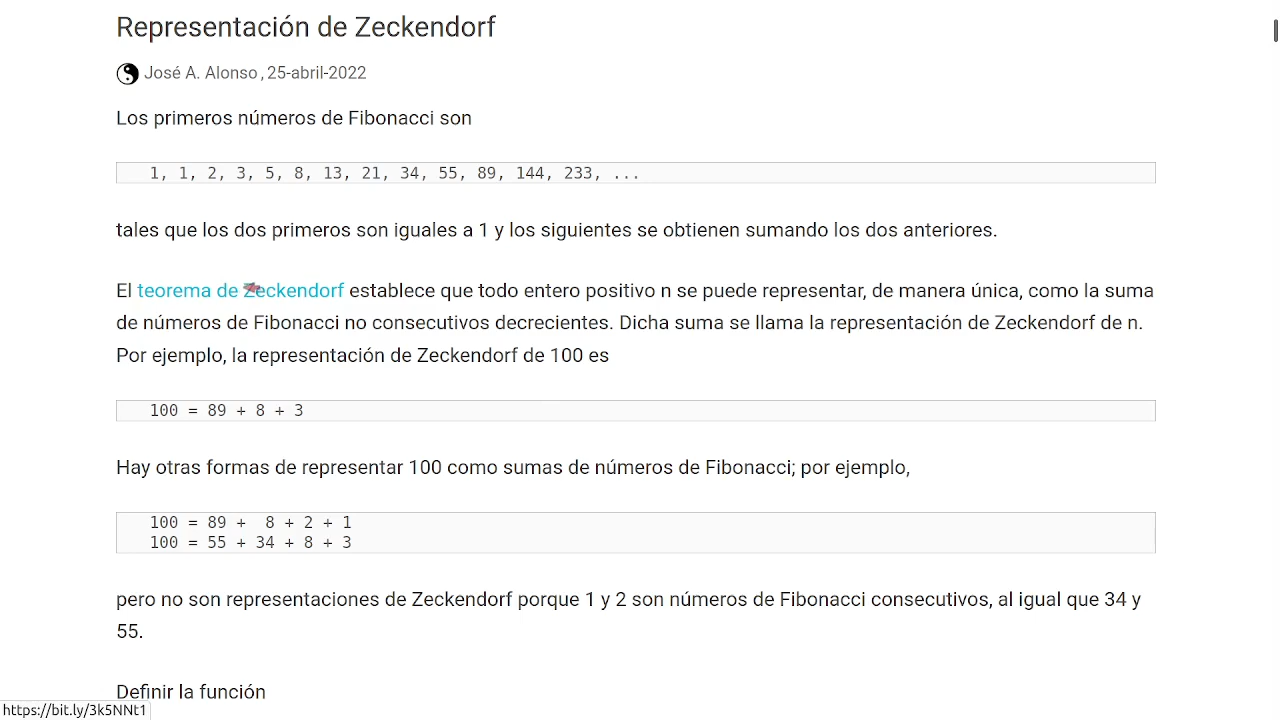 Representación de Zeckendorf
José A. Alonso , 25-abril-2022
Los primeros números de Fibonacci son
1, 1, 2, 3, 5, 8, 13, 21, 34, 55, 89, 144, 233, ...
tales que los dos primeros son iguales a 1 y los siguientes se obtienen sumando los dos anteriores.
El teorema de Zeckendorf establece que todo entero positivo n se puede representar, de manera única, como la suma
de números de Fibonacci no consecutivos decrecientes. Dicha suma se llama la representación de Zeckendorf de n.
Por ejemplo, la representación de Zeckendorf de 100 es
100 = 89 + 8 + 3
Hay otras formas de representar 100 como sumas de números de Fibonacci; por ejemplo,
100 = 89 +  8 + 2 + 1
100 = 55 + 34 + 8 + 3
pero no son representaciones de Zeckendorf porque 1 y 2 son números de Fibonacci consecutivos, al igual que 34 y
55.
Definir la función
https://bit.ly/3k5NNt1